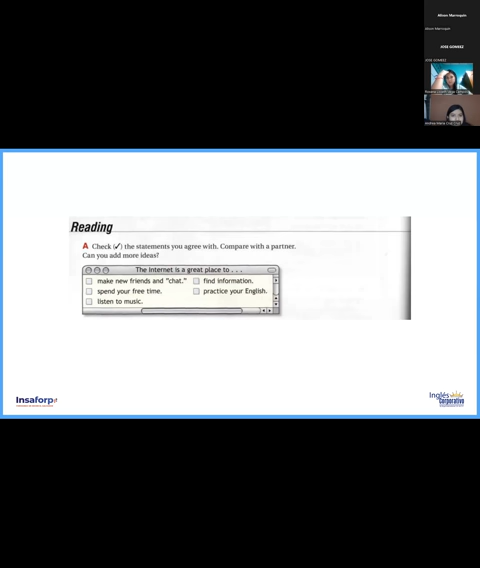 Alison Marroquin
Alison Marroquin
JOSE GOMEEZ
JOSE GOMEEZ
Reading
A Check (✓) the statements you agree with. Compare with a partner.
Can you add more ideas?
The Internet is a great place to . . .
make new friends and "chat."
find information.
spend your free time.
practice your English.
listen to music.
Insaforp
Inglés
Corporativo